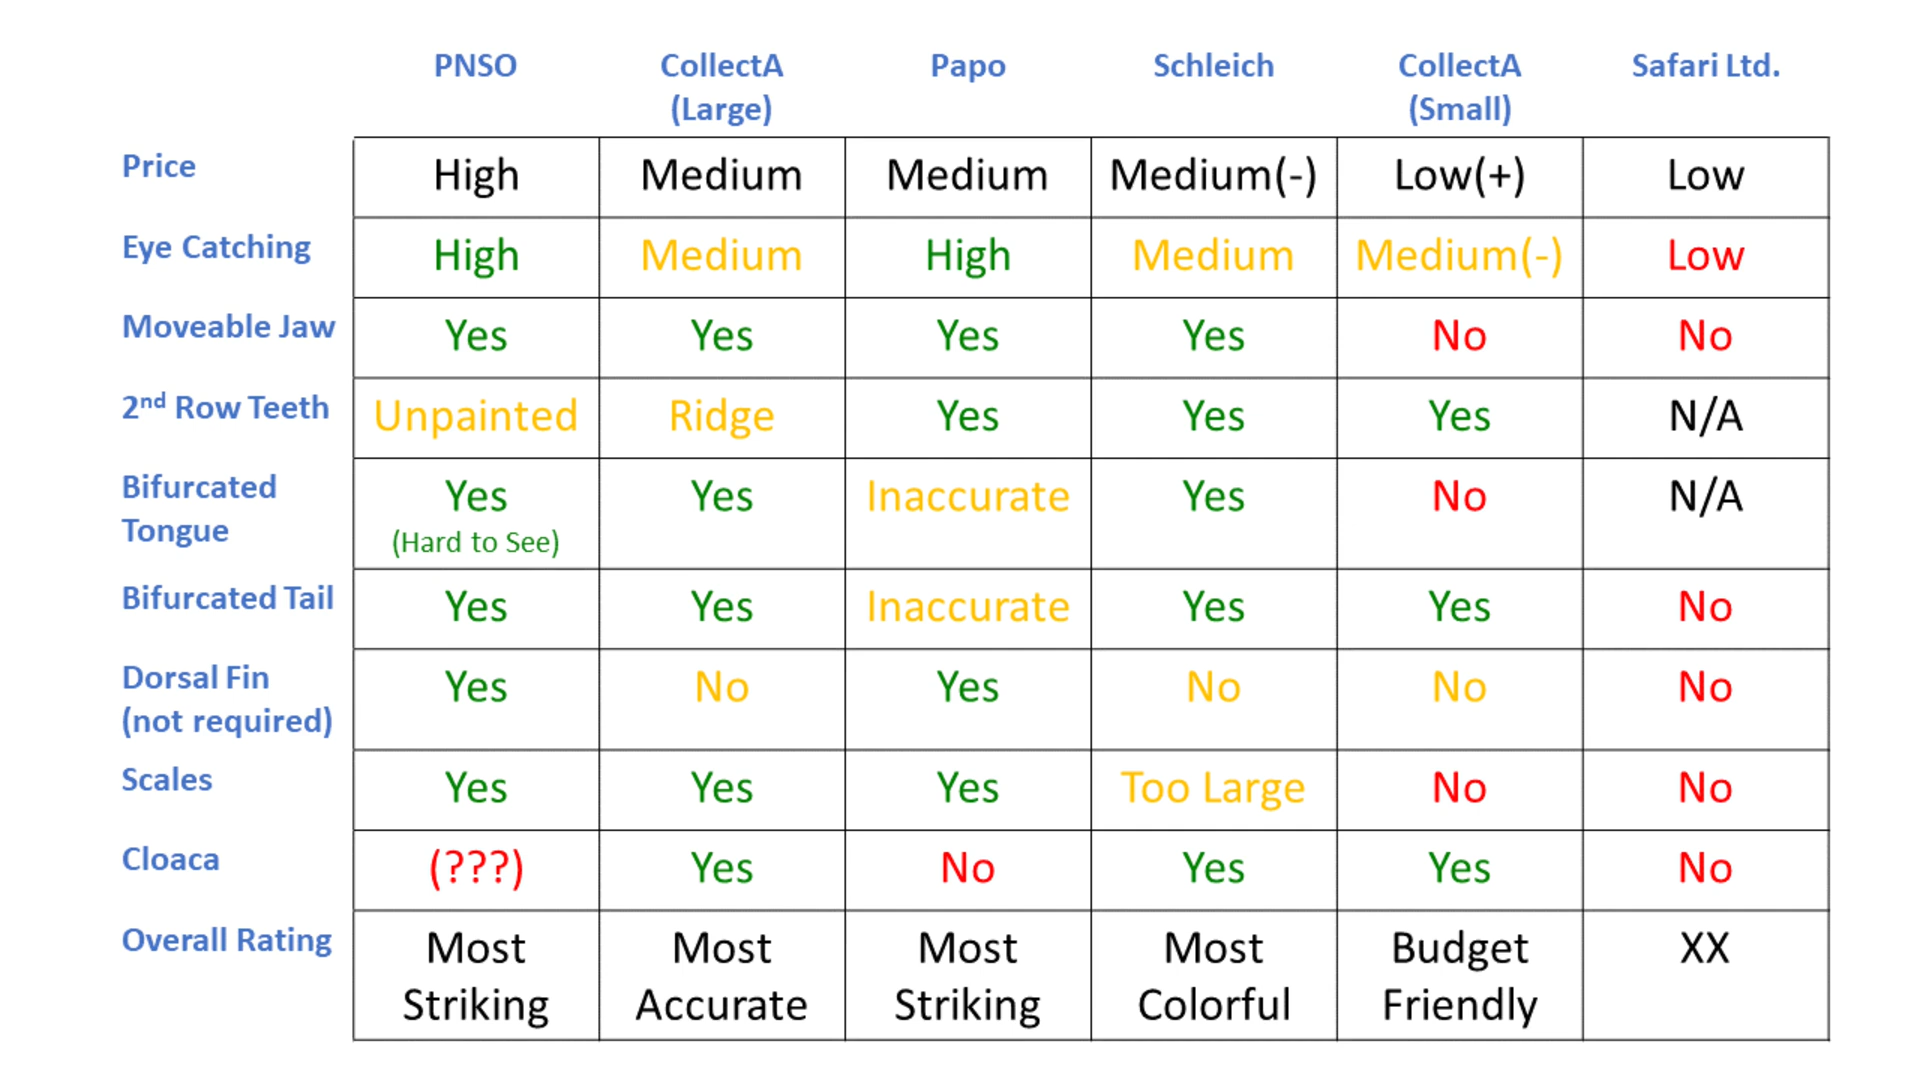 PNSO CollectA Papo Schleich CollectA Safari Ltd.
(Large) (Small)
Price High Medium Medium Medium(-) Low(+) Low
Eye Catching High Medium High Medium Medium(-) Low
Moveable Jaw Yes Yes Yes Yes No No
2nd Row Teeth Unpainted Ridge Yes Yes Yes N/A
Bifurcated Yes Yes Inaccurate Yes No N/A
Tongue (Hard to See)
Bifurcated Tail Yes Yes Inaccurate Yes Yes No
Dorsal Fin Yes No Yes No No No
(not required)
Scales Yes Yes Yes Too Large No No
Cloaca (???) Yes No Yes Yes No
Overall Rating Most Most Most Most Budget XX
Striking Accurate Striking Colorful Friendly